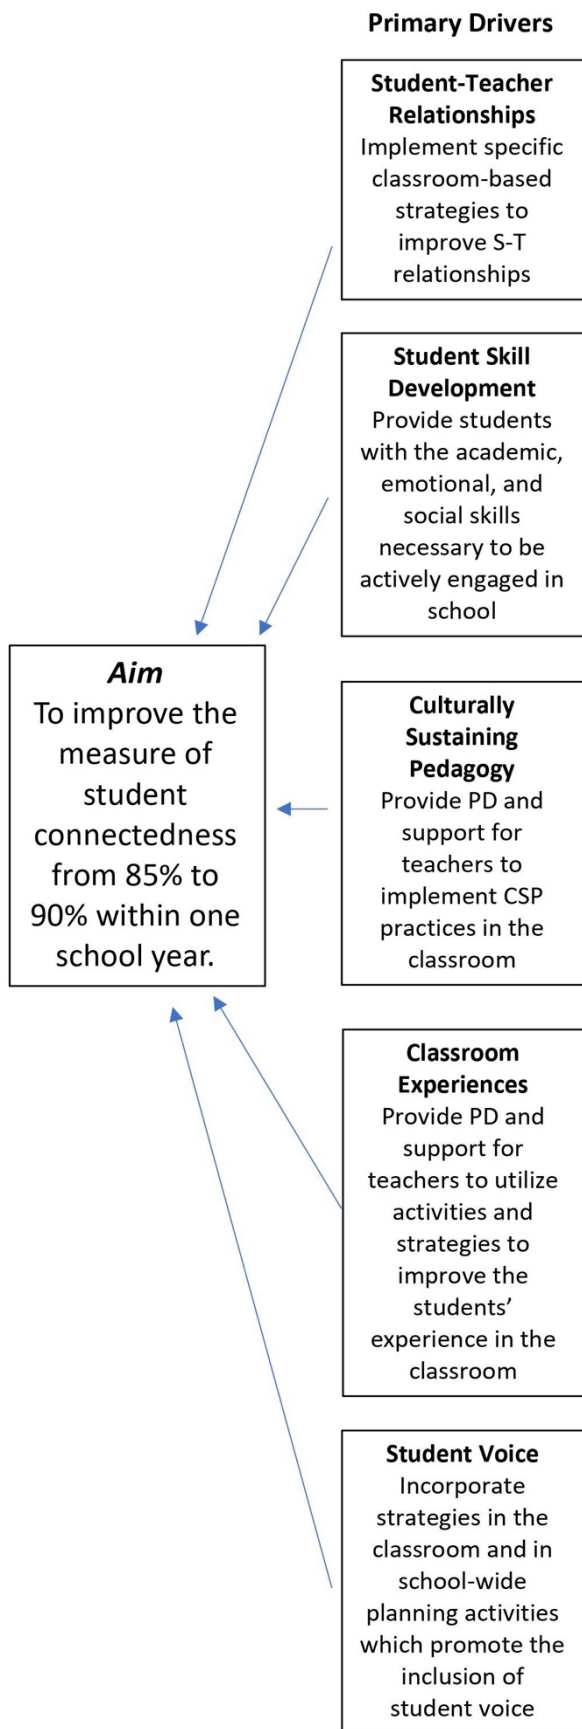 Primary Drivers
Student-Teacher
Relationships
Implement specific
classroom-based
strategies to
improve S-T
relationships
Student Skill
Development
Provide students
with the academic,
emotional, and
social skills
necessary to be
actively engaged in
school
Aim
To improve the
measure of
student
connectedness
from 85% to
90% within one
school year.
Culturally
Sustaining
Pedagogy
Provide PD and
support for
teachers to
implement CSP
practices in the
classroom
Classroom
Experiences
Provide PD and
support for
teachers to utilize
activities and
strategies to
improve the
students’
experience in the
classroom
Student Voice
Incorporate
strategies in the
classroom and in
school-wide
planning activities
which promote the
inclusion of
student voice